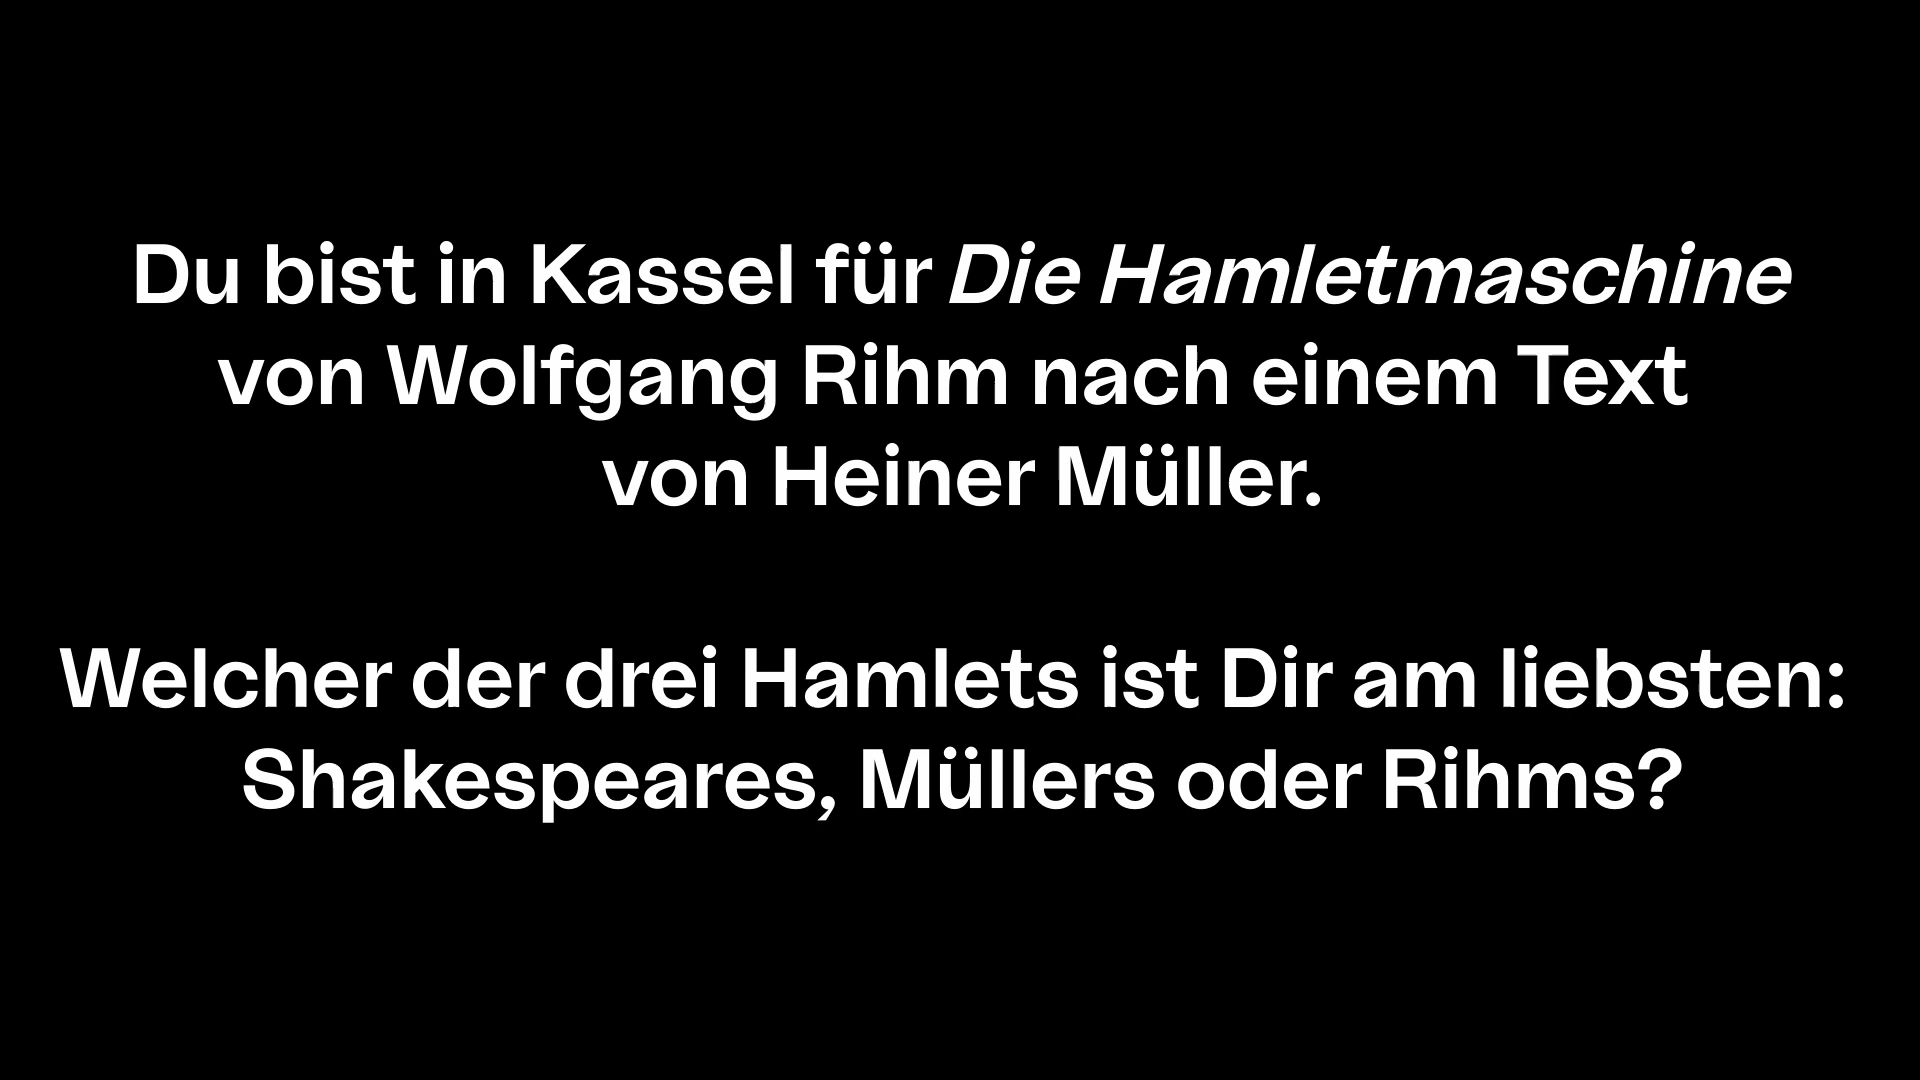 Du bist in Kassel für Die Hamletmaschine
von Wolfgang Rihm nach einem Text
von Heiner Müller.
Welcher der drei Hamlets ist Dir am liebsten:
Shakespeares, Müllers oder Rihms?